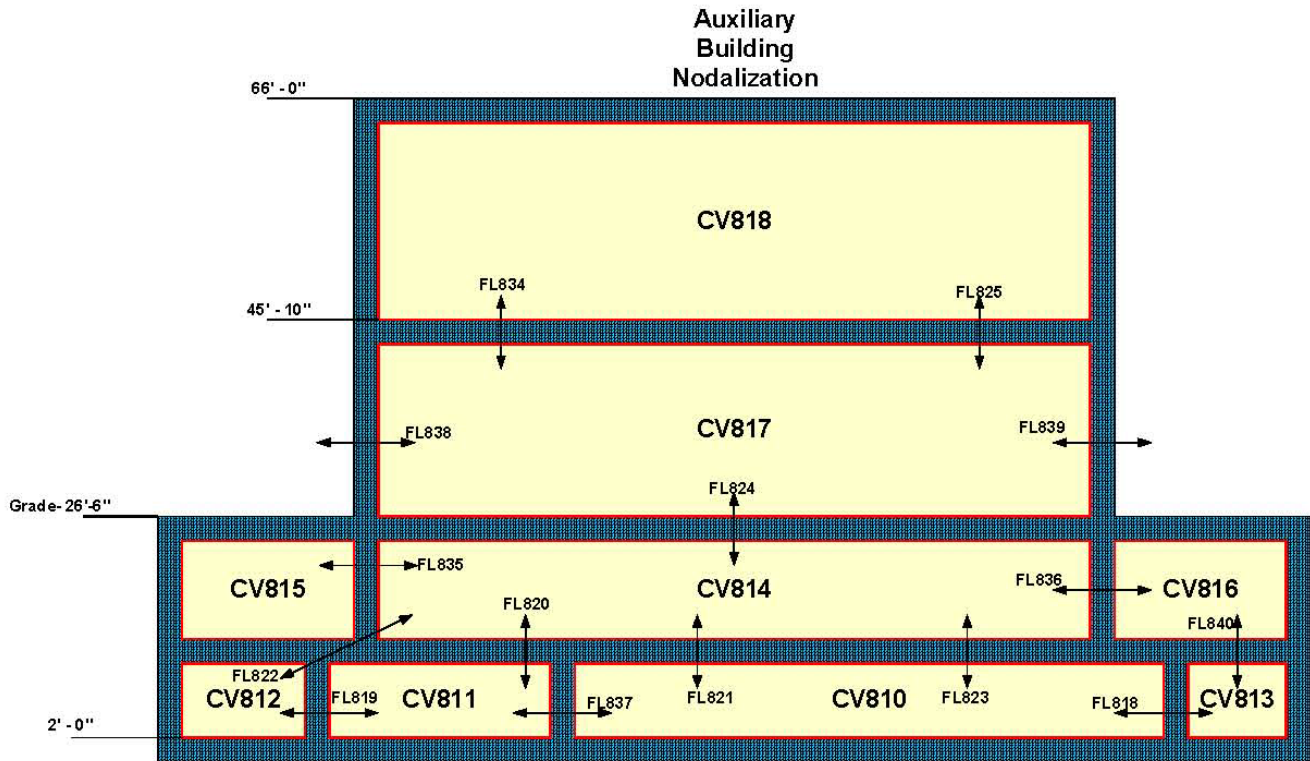 Auxiliary
Building
Nodalization
66' - 0"
CV818
FL834
FL825
45' - 10"
FL838
CV817
FL839
FL824
Grade- 26'-6"
FL835
CV815
CV814
FL836
CV816
FL820
FL840
FL822
CV812
FL819
CV811
FL837
FL821
CV810
FL823
FL818
CV813
2' - 0"